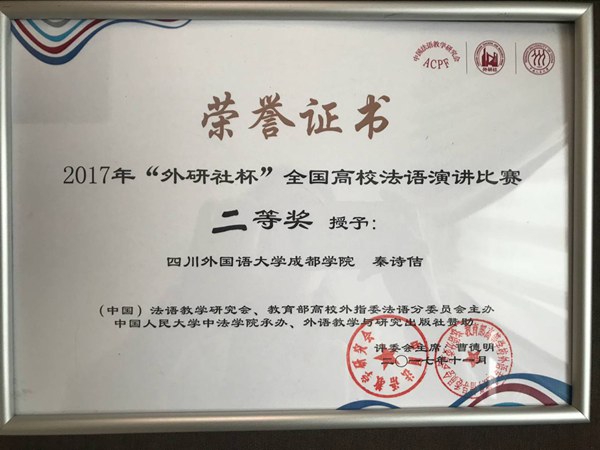 中国法语教学研究会
ACPF
荣誉证书
2017年“外研社杯”全国高校法语演讲比赛
二等奖 授予：
四川外国语大学成都学院 秦诗佶
（中国）法语教学研究会、教育部高校外指委法语分委员会主办
中国人民大学中法学院承办、外语教学与研究出版社赞助
评委会主席：曹德明
二〇一七年十一月